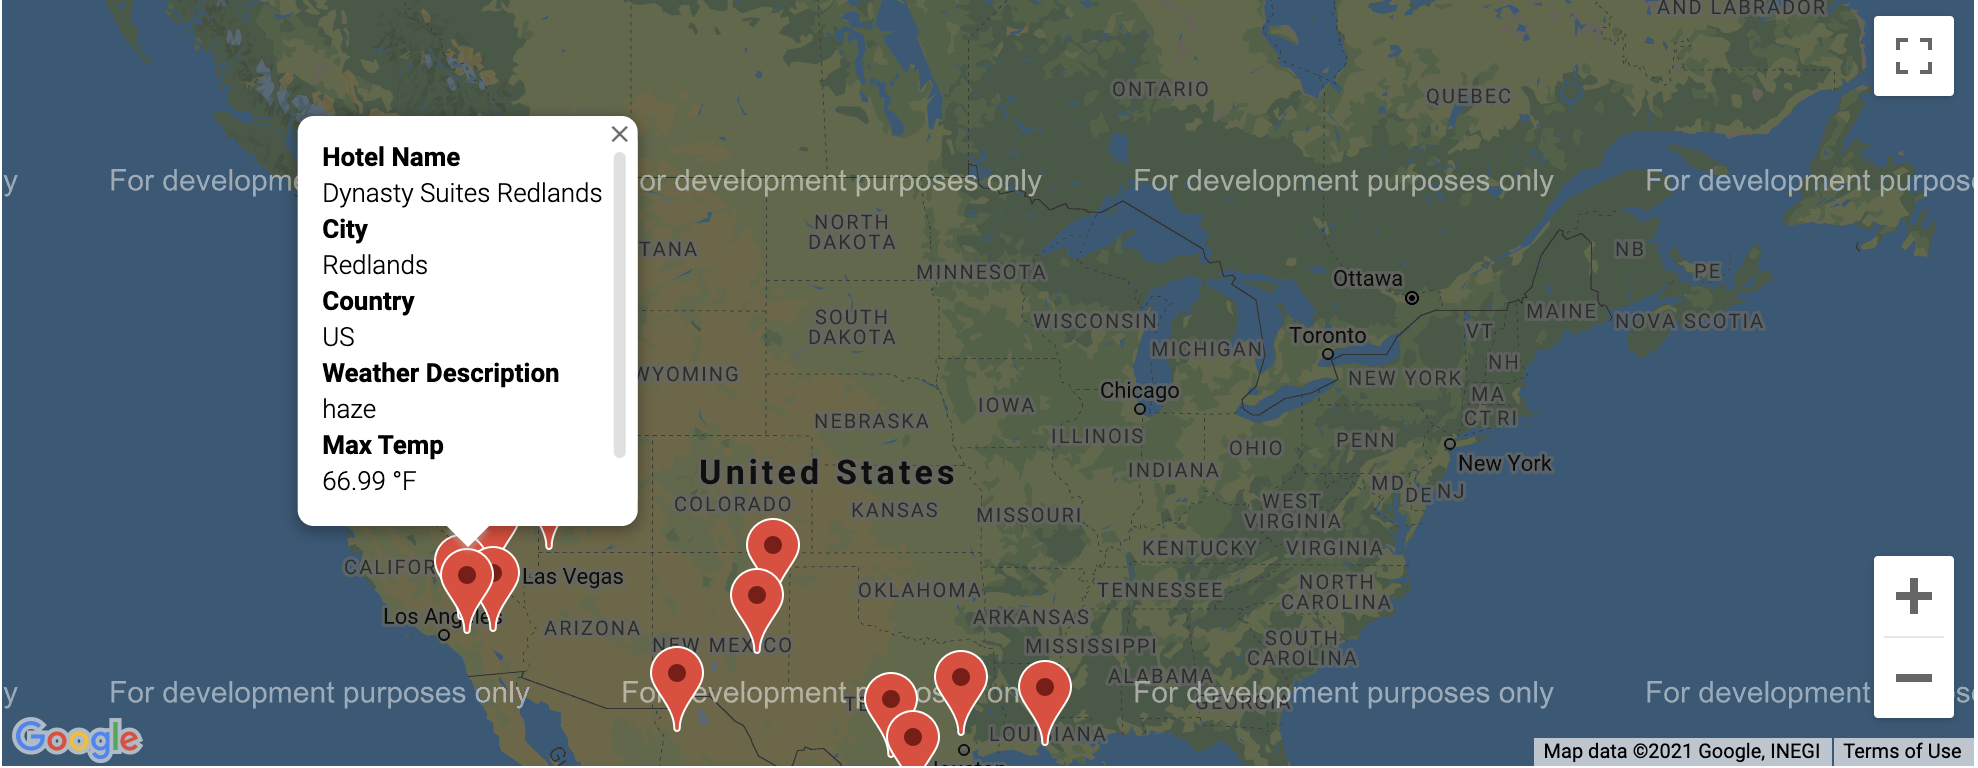 AND LABRADOR
ONTARIO
QUEBEC
Hotel Name
Dynasty Suites Redlands
City
Redlands
Country
US
Weather Description
haze
Max Temp
66.99 °F
y
For developme
or development purposes only
For development purposes only
For development purpos
NORTH
DAKOTA
TANA
MINNESOTA
NB
PE
Ottawa
MAINE
NOVA SCOTIA
SOUTH
DAKOTA
WISCONSIN
MICHIGAN
Toronto
VT
NH
WYOMING
NEW YORK
MA
CT RI
Chicago
IOWA
NEBRASKA
ILLINOIS
OHIO
PENN
New York
United States
INDIANA
MD
DE
NJ
COLORADO
KANSAS
MISSOURI
WEST
VIRGINIA
KENTUCKY
VIRGINIA
CALIFOR
Las Vegas
OKLAHOMA
TENNESSEE
NORTH
CAROLINA
Los Angeles
ARIZONA
NEW MEXICO
ARKANSAS
MISSISSIPPI
SOUTH
CAROLINA
ALABAMA
GEORGIA
y
For development purposes only
For development purposes only
For development purposes only
For development
s
TE
LOUISIANA
Houston
Google
Map data ©2021 Google, INEGI
Terms of Use